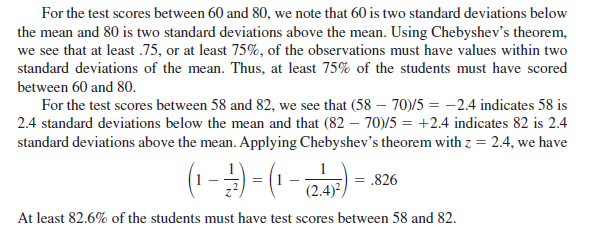 For the test scores between 60 and 80, we note that 60 is two standard deviations below
the mean and 80 is two standard deviations above the mean. Using Chebyshev's theorem,
we see that at least .75, or at least 75%, of the observations must have values within two
standard deviations of the mean. Thus, at least 75% of the students must have scored
between 60 and 80.
For the test scores between 58 and 82, we see that (58 − 70)/5 = −2.4 indicates 58 is
2.4 standard deviations below the mean and that (82 − 70)/5 = +2.4 indicates 82 is 2.4
standard deviations above the mean. Applying Chebyshev's theorem with z = 2.4, we have
(1 − 1/z²) = (1 − 1/(2.4)²) = .826
At least 82.6% of the students must have test scores between 58 and 82.